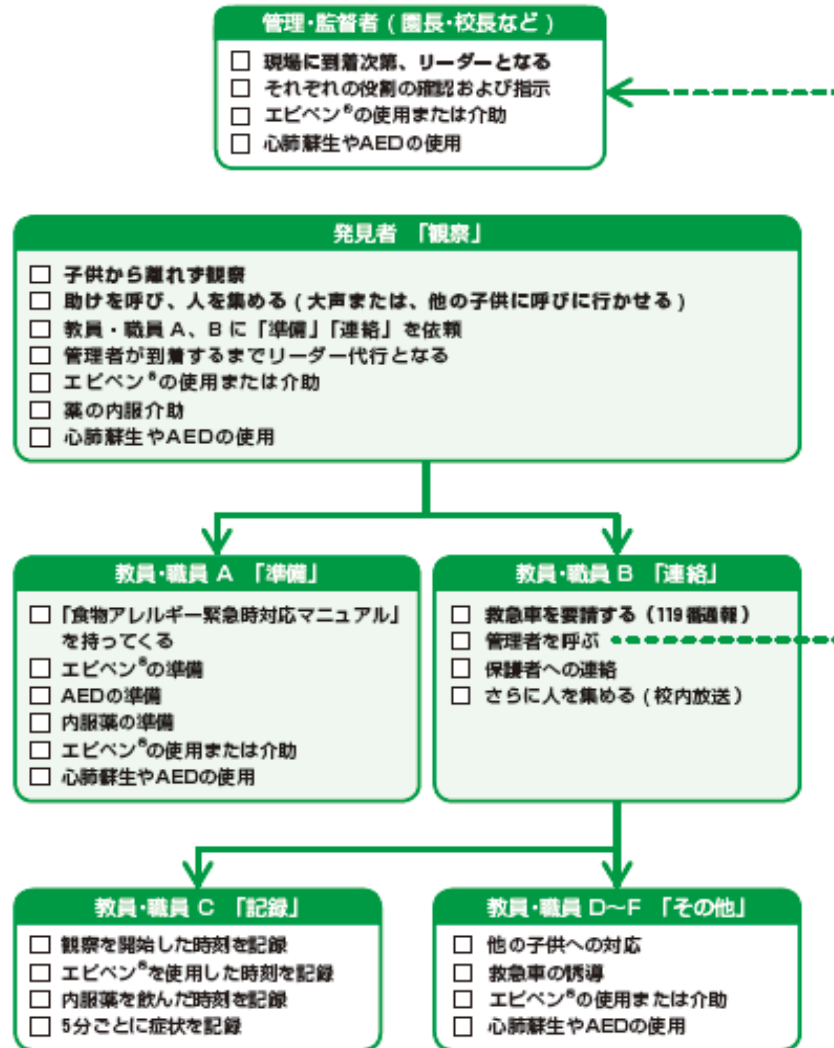 管理・監督者(園長・校長など)
□ 現場に到着次第、リーダーとなる
□ それぞれの役割の確認および指示
□ エピペン®の使用または介助
□ 心肺蘇生やAEDの使用
発見者 「観察」
□ 子供から離れず観察
□ 助けを呼び、人を集める(大声または、他の子供に呼びに行かせる)
□ 教員・職員 A、B に「準備」「連絡」を依頼
□ 管理者が到着するまでリーダー代行となる
□ エピペン®の使用または介助
□ 薬の内服介助
□ 心肺蘇生やAEDの使用
教員・職員 A 「準備」
□ 「食物アレルギー緊急時対応マニュアル」
を持ってくる
□ エピペン®の準備
□ AEDの準備
□ 内服薬の準備
□ エピペン®の使用または介助
□ 心肺蘇生やAEDの使用
教員・職員 B 「連絡」
□ 救急車を要請する(119番通報)
□ 管理者を呼ぶ
□ 保護者への連絡
□ さらに人を集める(校内放送)
教員・職員 C 「記録」
□ 観察を開始した時刻を記録
□ エピペン®を使用した時刻を記録
□ 内服薬を飲んだ時刻を記録
□ 5分ごとに症状を記録
教員・職員 D～F 「その他」
□ 他の子供への対応
□ 救急車の誘導
□ エピペン®の使用または介助
□ 心肺蘇生やAEDの使用